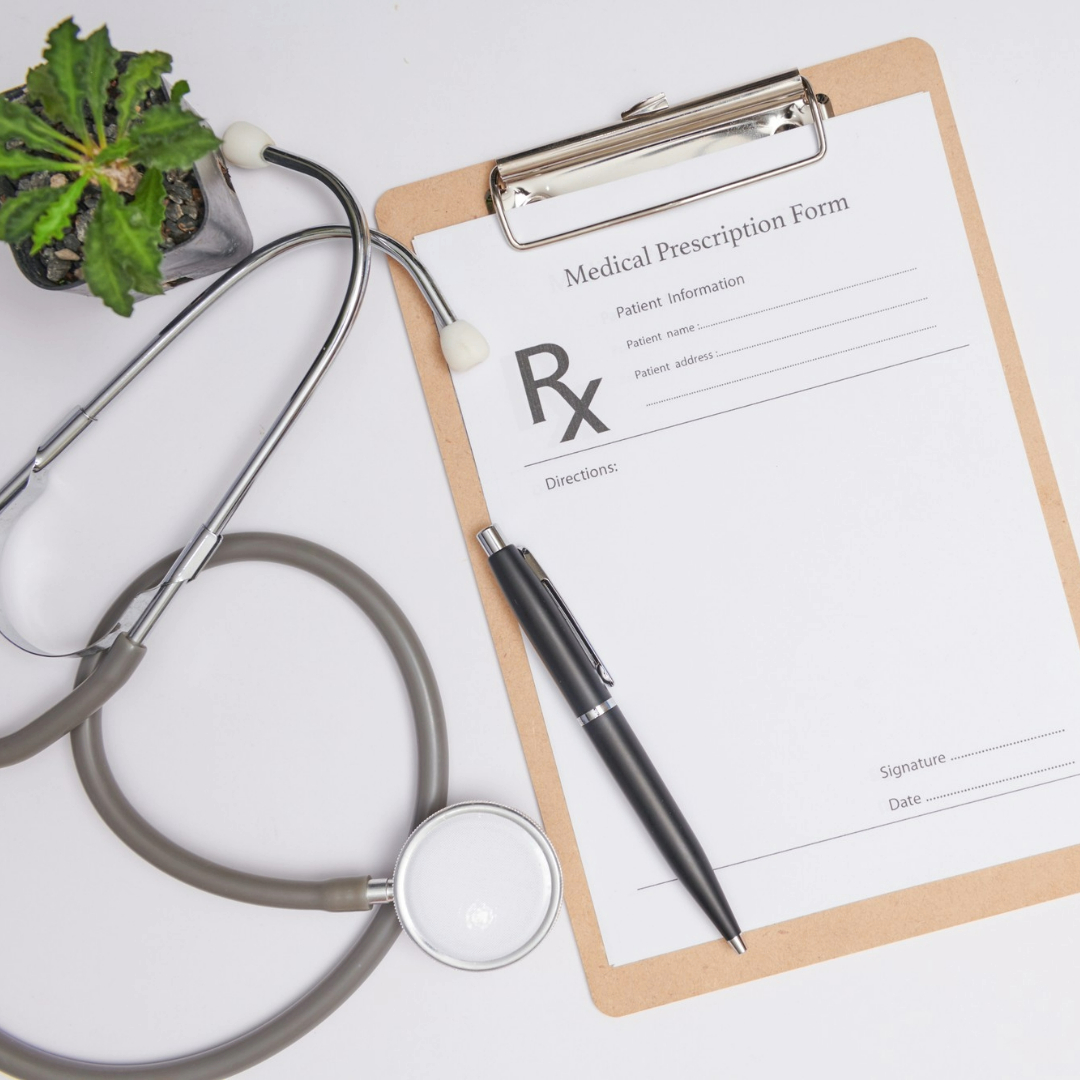 Medical Prescription Form
Patient Information
Patient name :
Patient address :
Rx
Directions:
Signature
Date